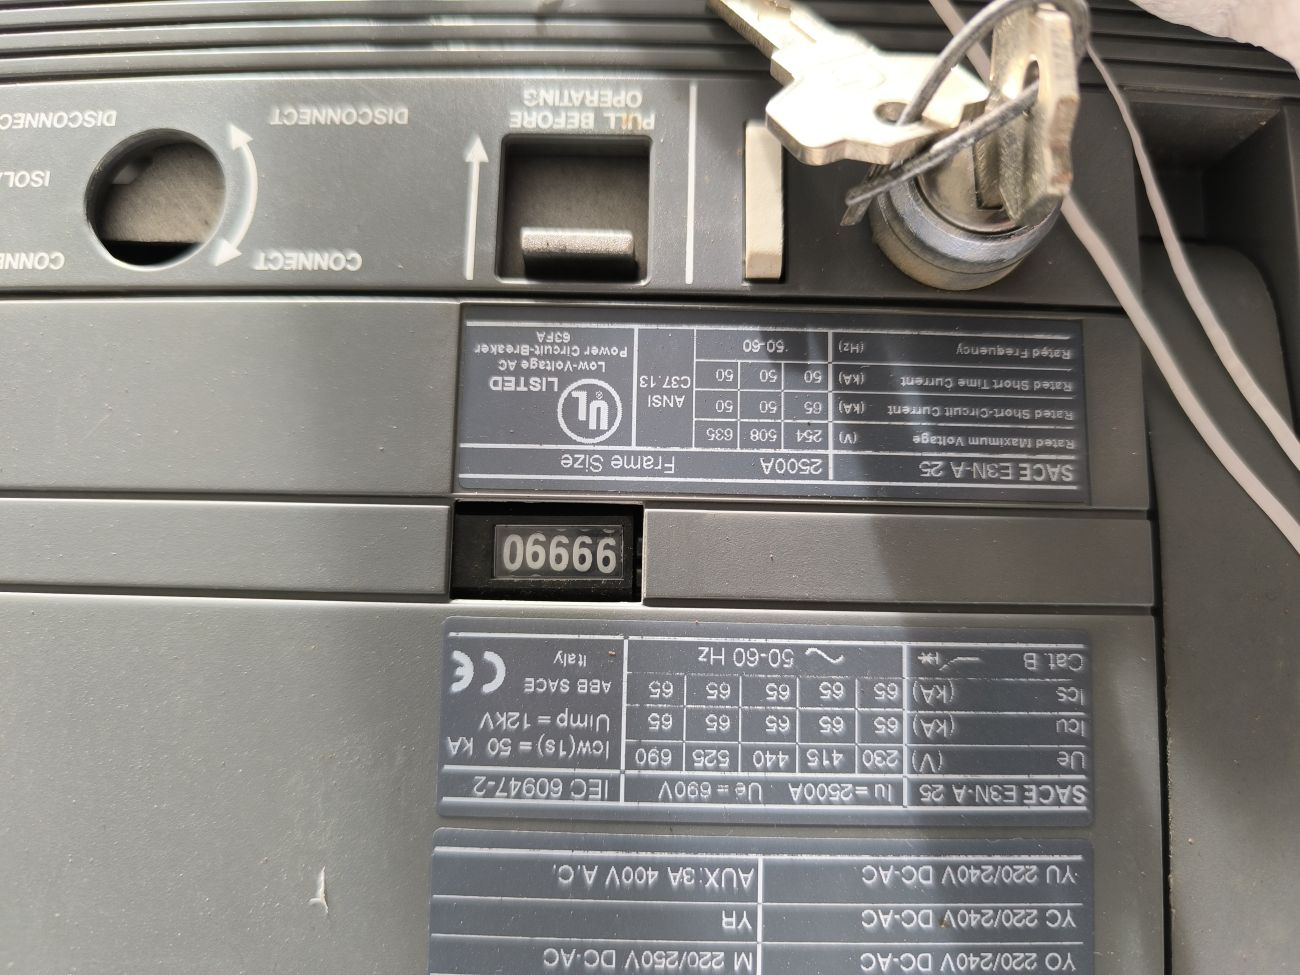 YO 220/240V DC-AC M 220/250V DC-AC
YC 220/240V DC-AC YR
YU 220/240V DC-AC AUX:3A 400V A.C.
SACE E3N-A 25 Iu=2500A Ue = 690V IEC 60947-2
Ue (V) 230 415 440 525 690 Icw(1s) = 50 kA
Icu (kA) 65 65 65 65 65 Uimp = 12kV
Ics (kA) 65 65 65 65 65 ABB SACE
Cat. B 50-60 Hz Italy CE
SACE E3N-A 25 2500A Frame Size
Rated Maximum Voltage (V) 254 508 635
Rated Short-Circuit Current (kA) 65 50 50
Rated Short Time Current (kA) 50 50 50
Rated Frequency (Hz) 50-60
ANSI
C37.13
UL® LISTED
Low-Voltage AC
Power Circuit-Breaker
63FA
PULL BEFORE
OPERATING
CONNECT
DISCONNECT
CONNE
ISOLA
DISCONNEC